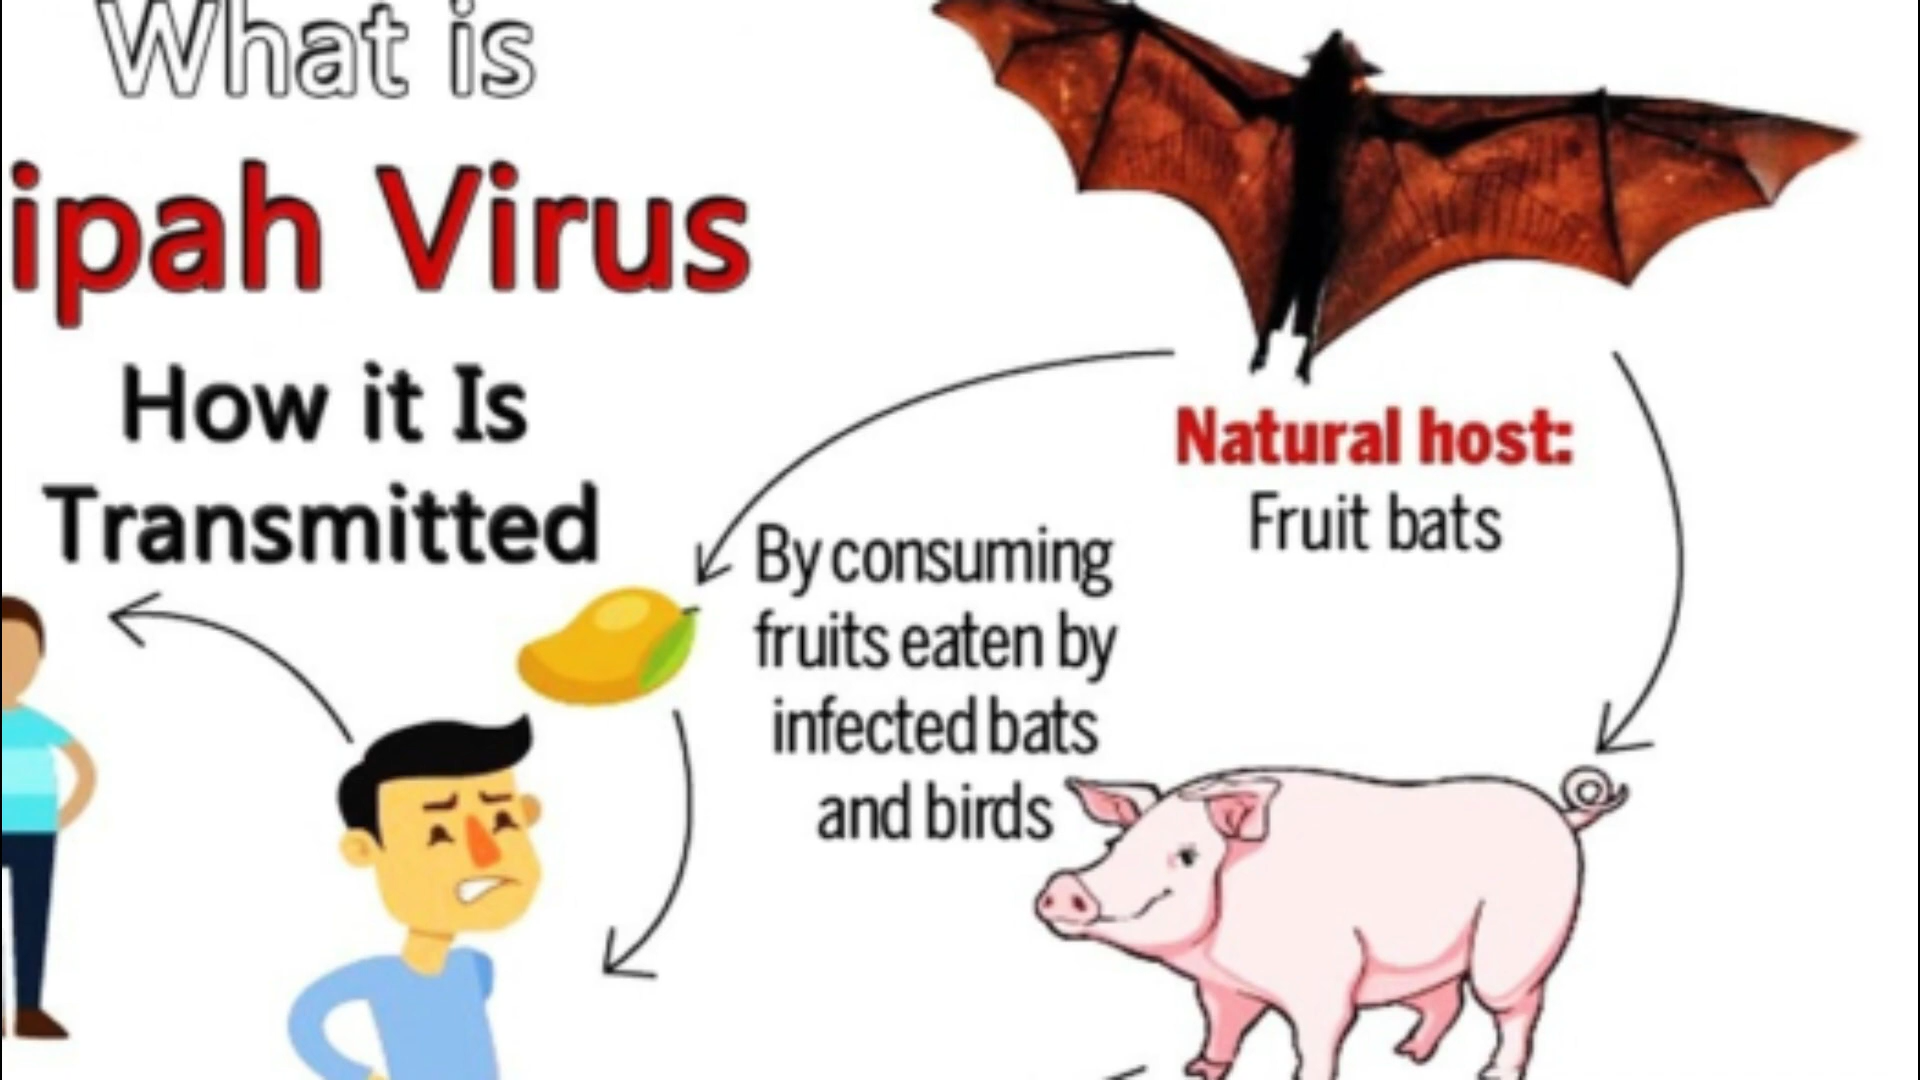 What is
ipah Virus
How it Is
Transmitted
Natural host:
Fruit bats
By consuming
fruits eaten by
infected bats
and birds